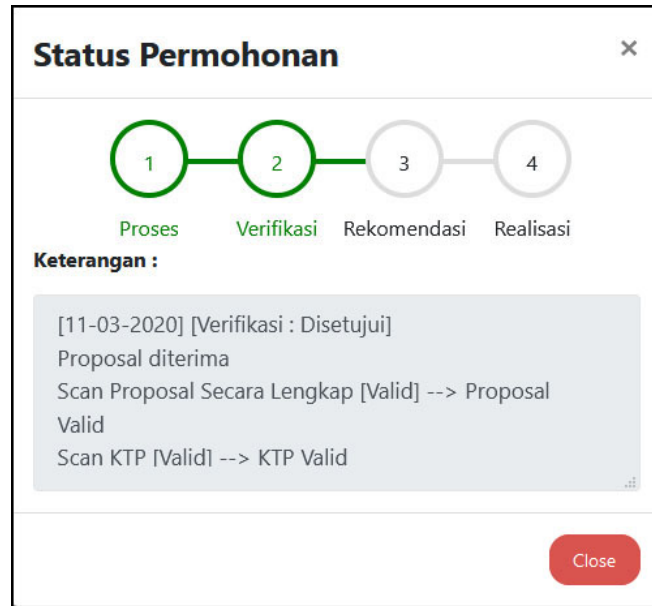 Status Permohonan ×
1 2 3 4
Proses Verifikasi Rekomendasi Realisasi
Keterangan :
[11-03-2020] [Verifikasi : Disetujui]
Proposal diterima
Scan Proposal Secara Lengkap [Valid] --> Proposal
Valid
Scan KTP [Valid] --> KTP Valid
Close